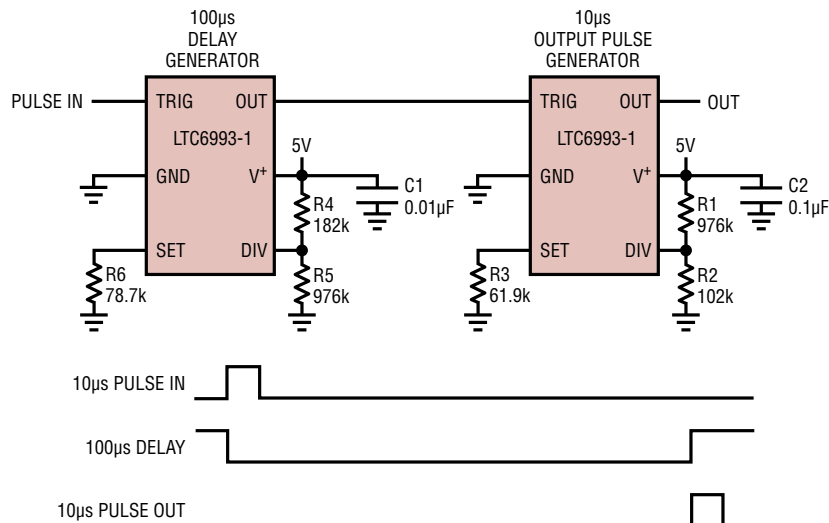 100µs
DELAY
GENERATOR
10µs
OUTPUT PULSE
GENERATOR
PULSE IN
TRIG
OUT
LTC6993-1
GND
V+
SET
DIV
5V
R4
182k
R5
976k
C1
0.01µF
R6
78.7k
TRIG
OUT
OUT
LTC6993-1
GND
V+
SET
DIV
5V
R1
976k
R2
102k
C2
0.1µF
R3
61.9k
10µs PULSE IN
100µs DELAY
10µs PULSE OUT